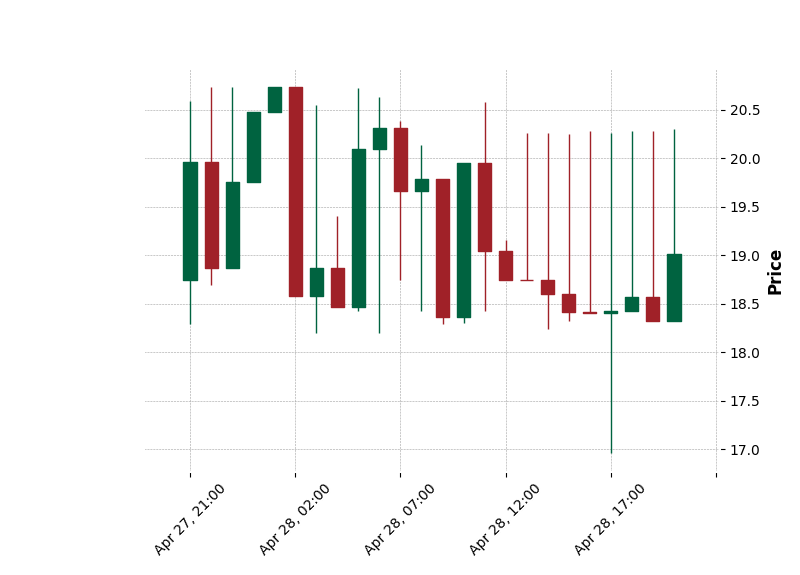 20.5
20.0
19.5
19.0
18.5
18.0
17.5
17.0
Price
Apr 27, 21:00
Apr 28, 02:00
Apr 28, 07:00
Apr 28, 12:00
Apr 28, 17:00